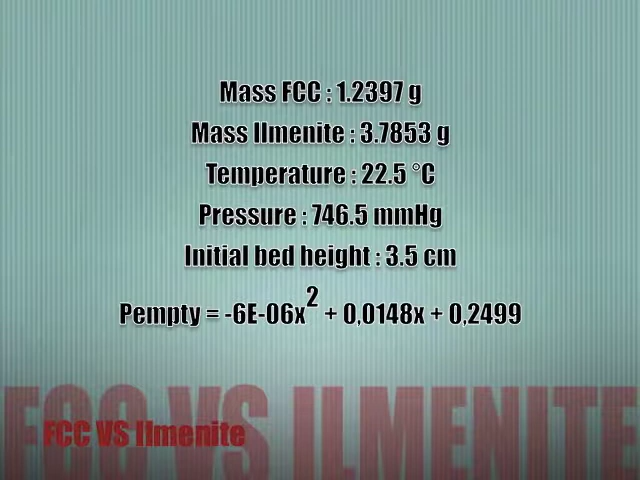 Mass FCC : 1.2397 g
Mass Ilmenite : 3.7853 g
Temperature : 22.5 °C
Pressure : 746.5 mmHg
Initial bed height : 3.5 cm
Pempty = -6E-06x² + 0,0148x + 0,2499
FCC VS ILMENITE
FCC VS Ilmenite